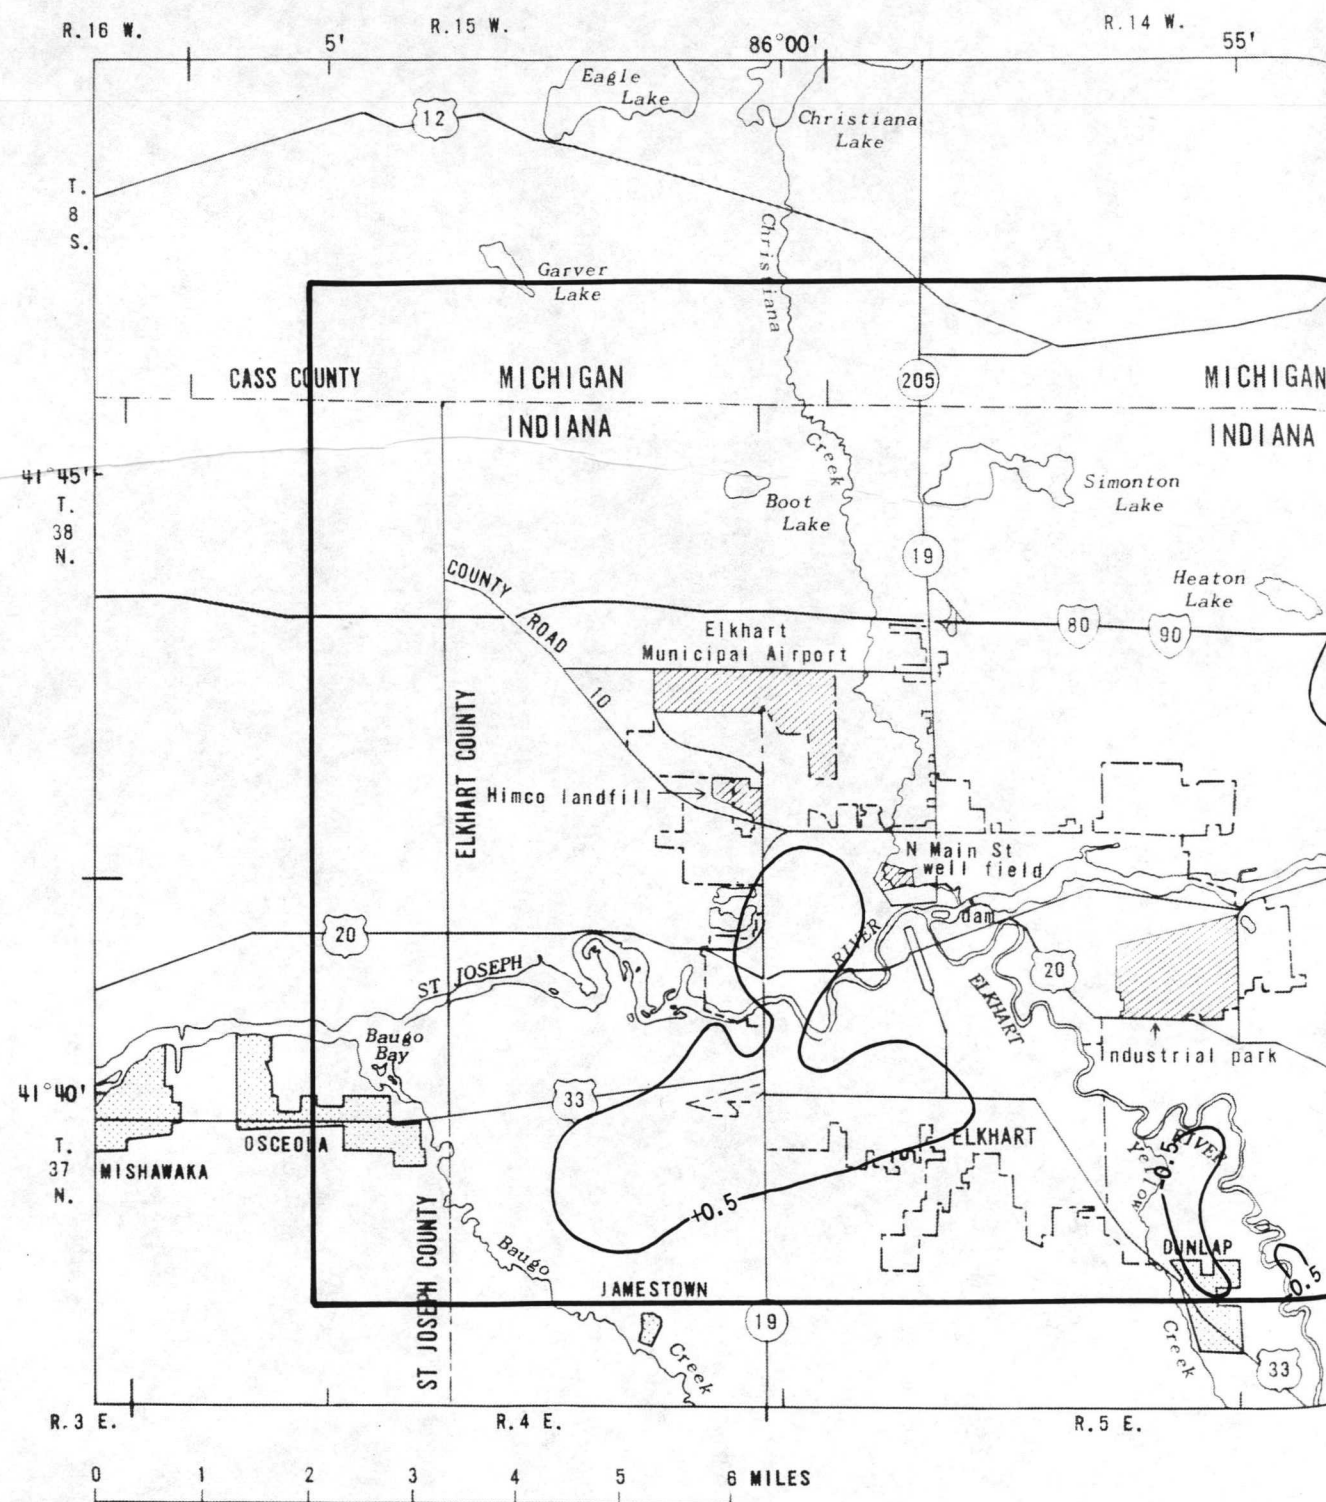 R.16 W.
5'
R.15 W.
86°00'
R.14 W.
55'
Eagle
Lake
12
Christiana
Lake
T.
8
S.
Christiana
Garver
Lake
CASS COUNTY
MICHIGAN
205
MICHIGAN
INDIANA
INDIANA
Creek
41°45'
T.
38
N.
Boot
Lake
Simonton
Lake
19
COUNTY
ROAD
10
Heaton
Lake
80
90
Elkhart
Municipal Airport
ELKHART COUNTY
Himco landfill
N Main St
well field
dam
20
ST JOSEPH
RIVER
20
ELKHART
Baugo
Bay
Industrial park
41°40'
33
T.
37
N.
MISHAWAKA
OSCEOLA
ELKHART
RIVER
-0.5
Yellow
+0.5
ST JOSEPH COUNTY
Baugo
DUNLAP
-0.5
JAMESTOWN
19
Creek
Creek
33
R.3 E.
R.4 E.
R.5 E.
0 1 2 3 4 5 6 MILES